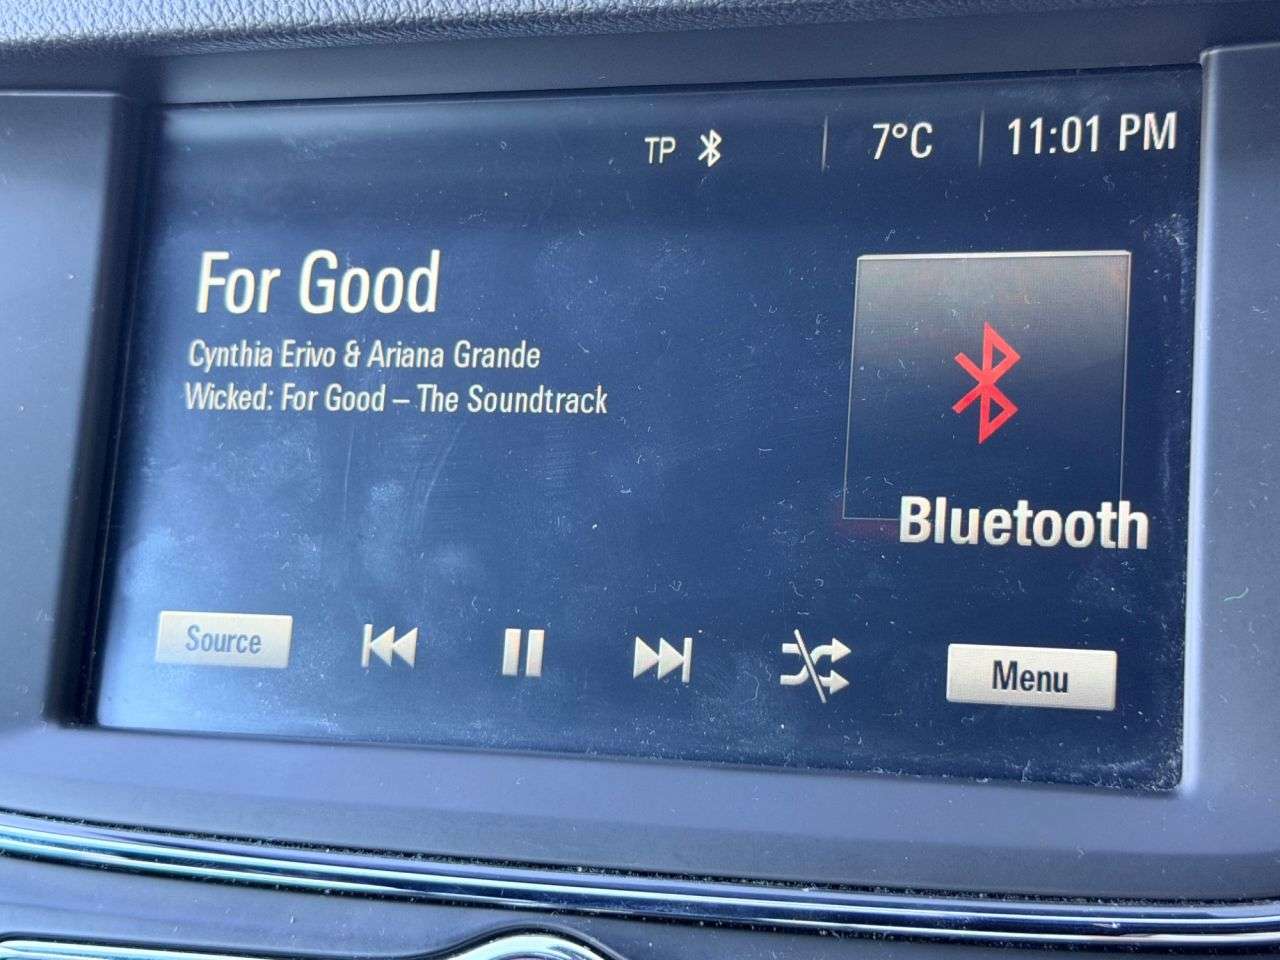 TP 7°C 11:01 PM
For Good
Cynthia Erivo & Ariana Grande
Wicked: For Good – The Soundtrack
Bluetooth
Source
Menu